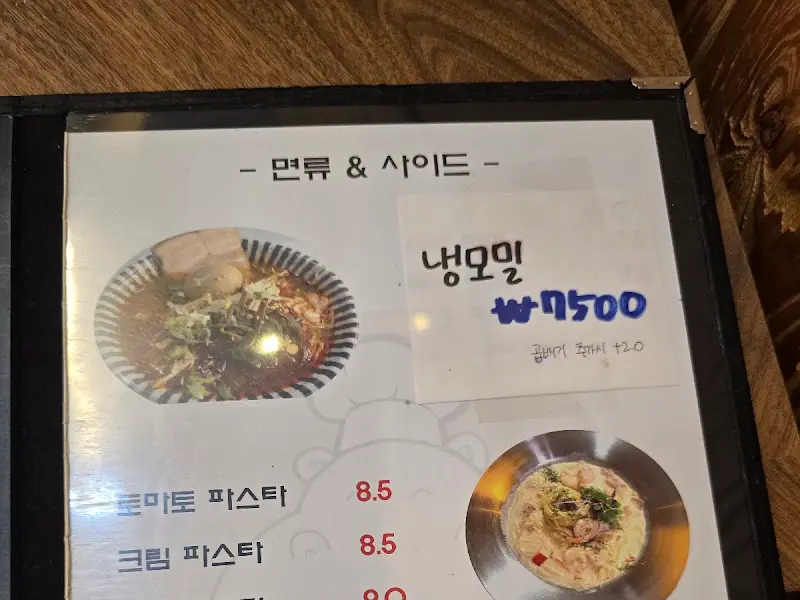 - 면류 & 사이드 -
냉모밀
₩7500
곱배기 추가시 +2.0
토마토 파스타 8.5
크림 파스타 8.5